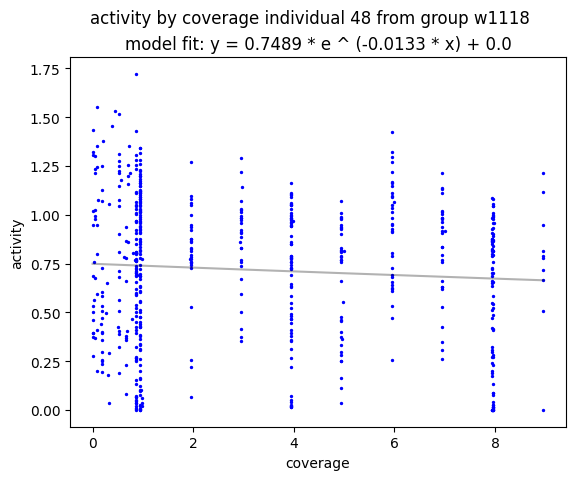 activity by coverage individual 48 from group w1118
model fit: y = 0.7489 * e ^ (-0.0133 * x) + 0.0
1.75
1.50
1.25
1.00
0.75
0.50
0.25
0.00
activity
0 2 4 6 8
coverage